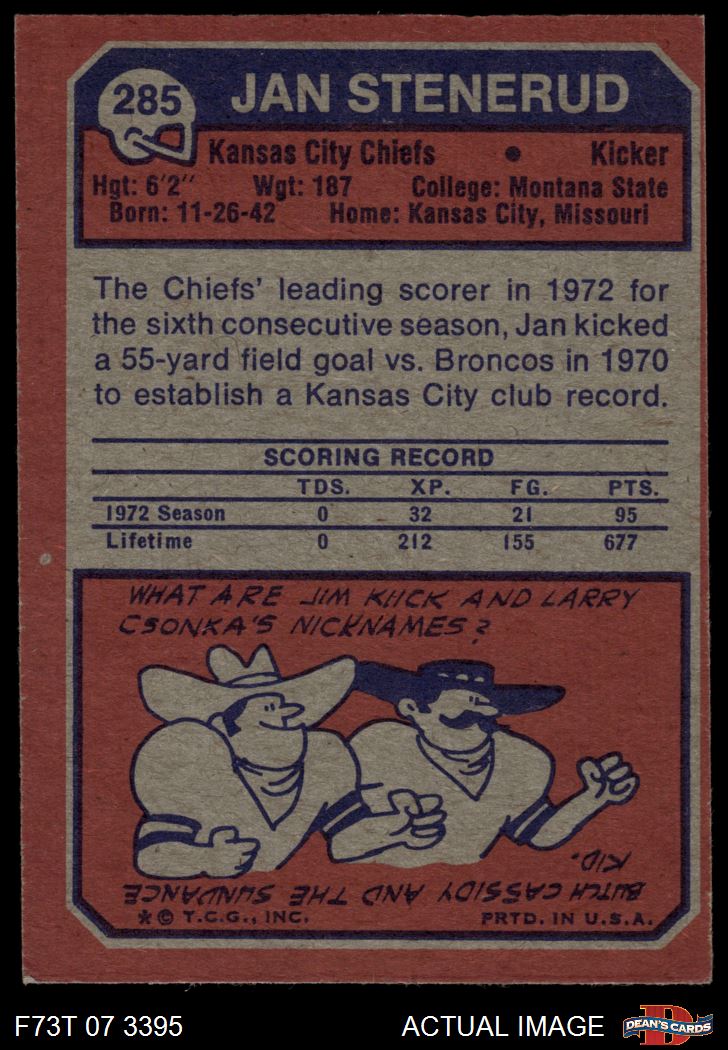 285
JAN STENERUD
Kansas City Chiefs • Kicker
Hgt: 6'2" Wgt: 187 College: Montana State
Born: 11-26-42 Home: Kansas City, Missouri
The Chiefs' leading scorer in 1972 for
the sixth consecutive season, Jan kicked
a 55-yard field goal vs. Broncos in 1970
to establish a Kansas City club record.
SCORING RECORD
TDS. XP. FG. PTS.
1972 Season 0 32 21 95
Lifetime 0 212 155 677
WHAT ARE JIM KIICK AND LARRY
CSONKA'S NICKNAMES?
BUTCH CASSIDY AND THE SUNDANCE
KID.
* © T.C.G., INC. PRTD. IN U.S.A.
F73T 07 3395 ACTUAL IMAGE
D
DEAN'S CARDS